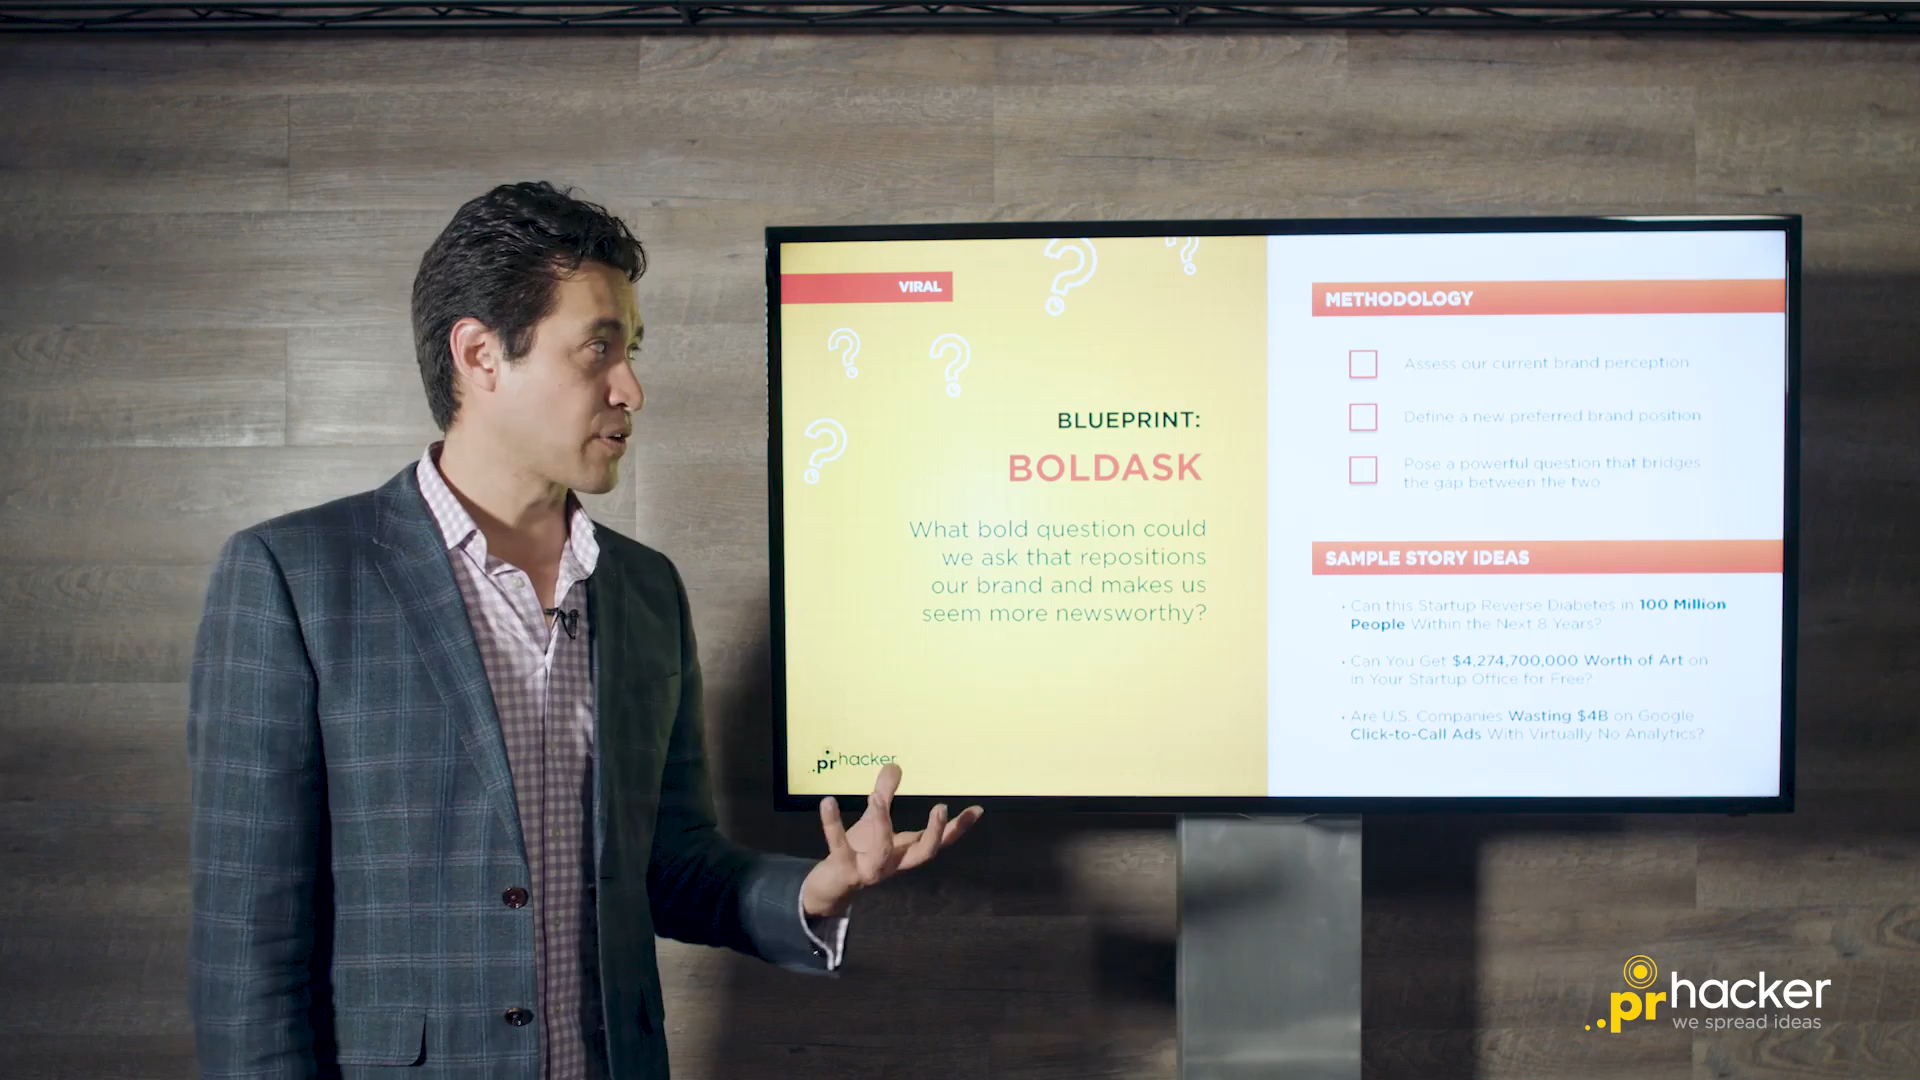 VIRAL
BLUEPRINT:
BOLDASK
What bold question could
we ask that repositions
our brand and makes us
seem more newsworthy?
..prhacker
METHODOLOGY
Assess our current brand perception
Define a new preferred brand position
Pose a powerful question that bridges
the gap between the two
SAMPLE STORY IDEAS
• Can this Startup Reverse Diabetes in 100 Million
People Within the Next 8 Years?
• Can You Get $4,274,700,000 Worth of Art on
in Your Startup Office for Free?
• Are U.S. Companies Wasting $4B on Google
Click-to-Call Ads With Virtually No Analytics?
..prhacker
we spread ideas